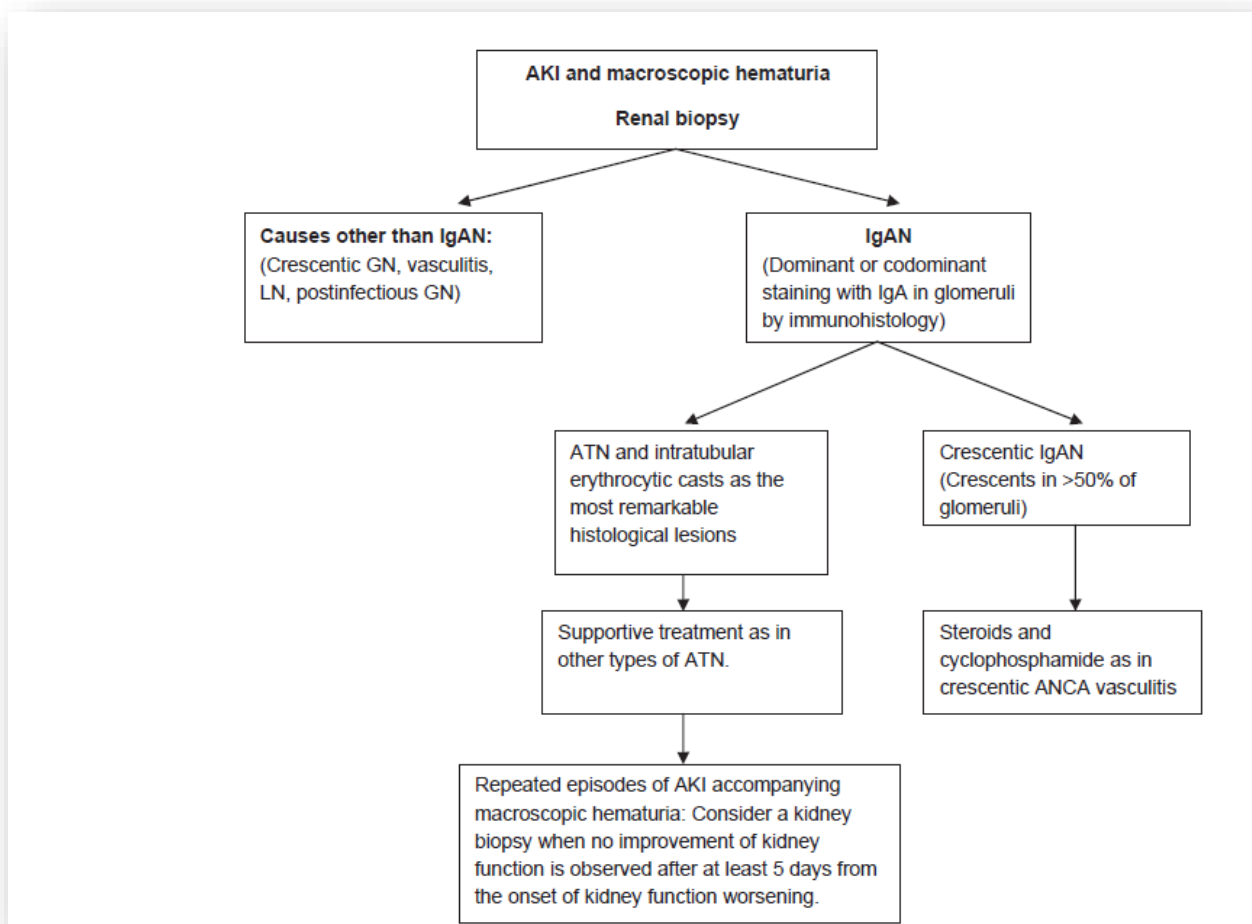 AKI and macroscopic hematuria
Renal biopsy
Causes other than IgAN:
(Crescentic GN, vasculitis,
LN, postinfectious GN)
IgAN
(Dominant or codominant
staining with IgA in glomeruli
by immunohistology)
ATN and intratubular
erythrocytic casts as the
most remarkable
histological lesions
Crescentic IgAN
(Crescents in >50% of
glomeruli)
Supportive treatment as in
other types of ATN.
Steroids and
cyclophosphamide as in
crescentic ANCA vasculitis
Repeated episodes of AKI accompanying
macroscopic hematuria: Consider a kidney
biopsy when no improvement of kidney
function is observed after at least 5 days from
the onset of kidney function worsening.